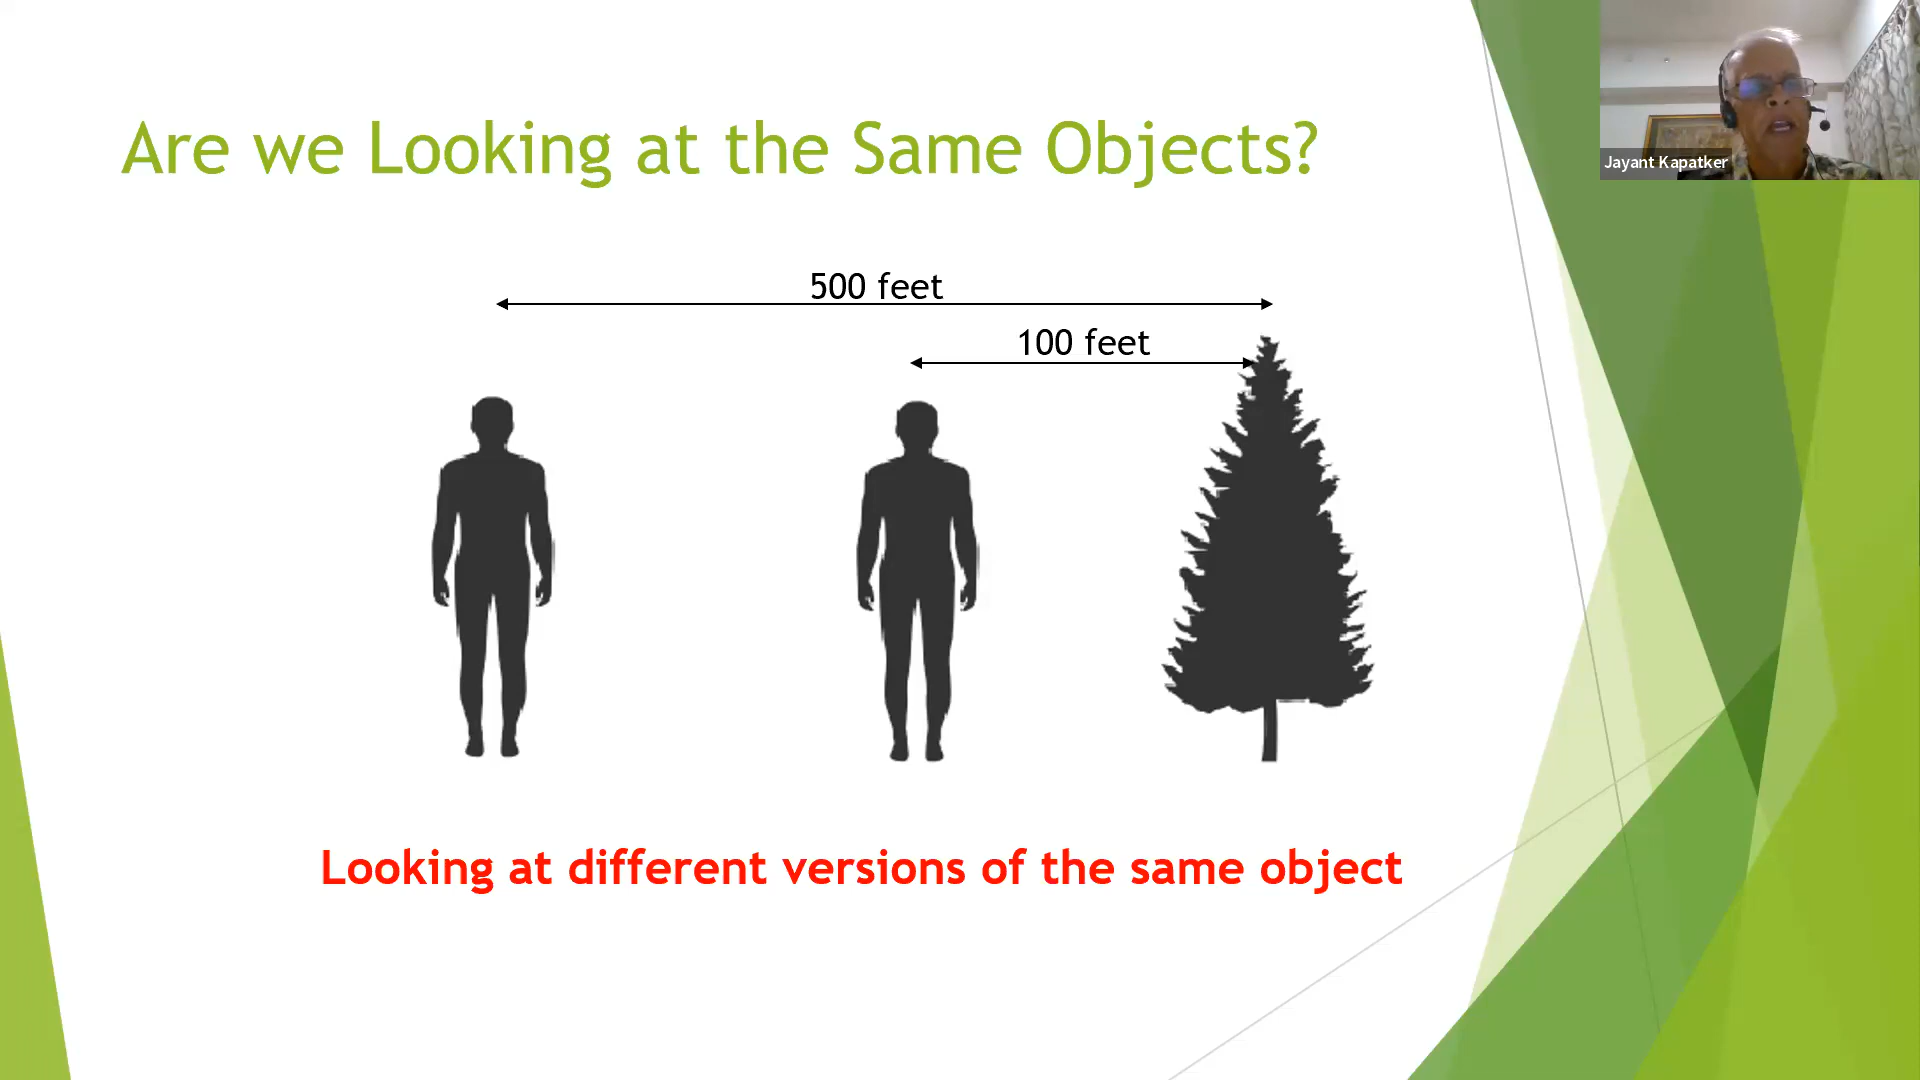 Are we Looking at the Same Objects?
Jayant Kapatker
500 feet
100 feet
Looking at different versions of the same object